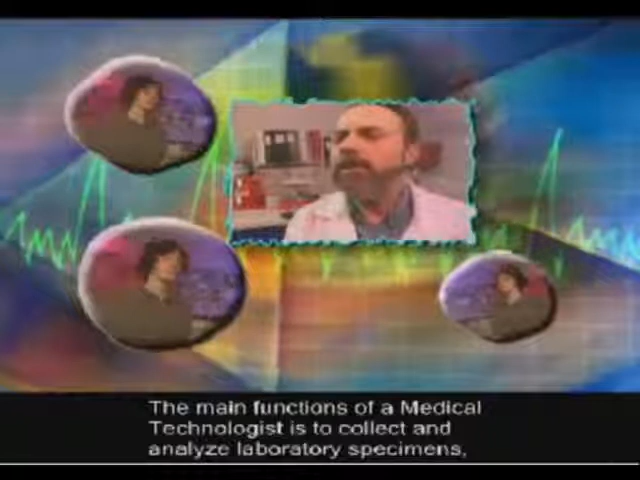 The main functions of a Medical
Technologist is to collect and
analyze laboratory specimens,